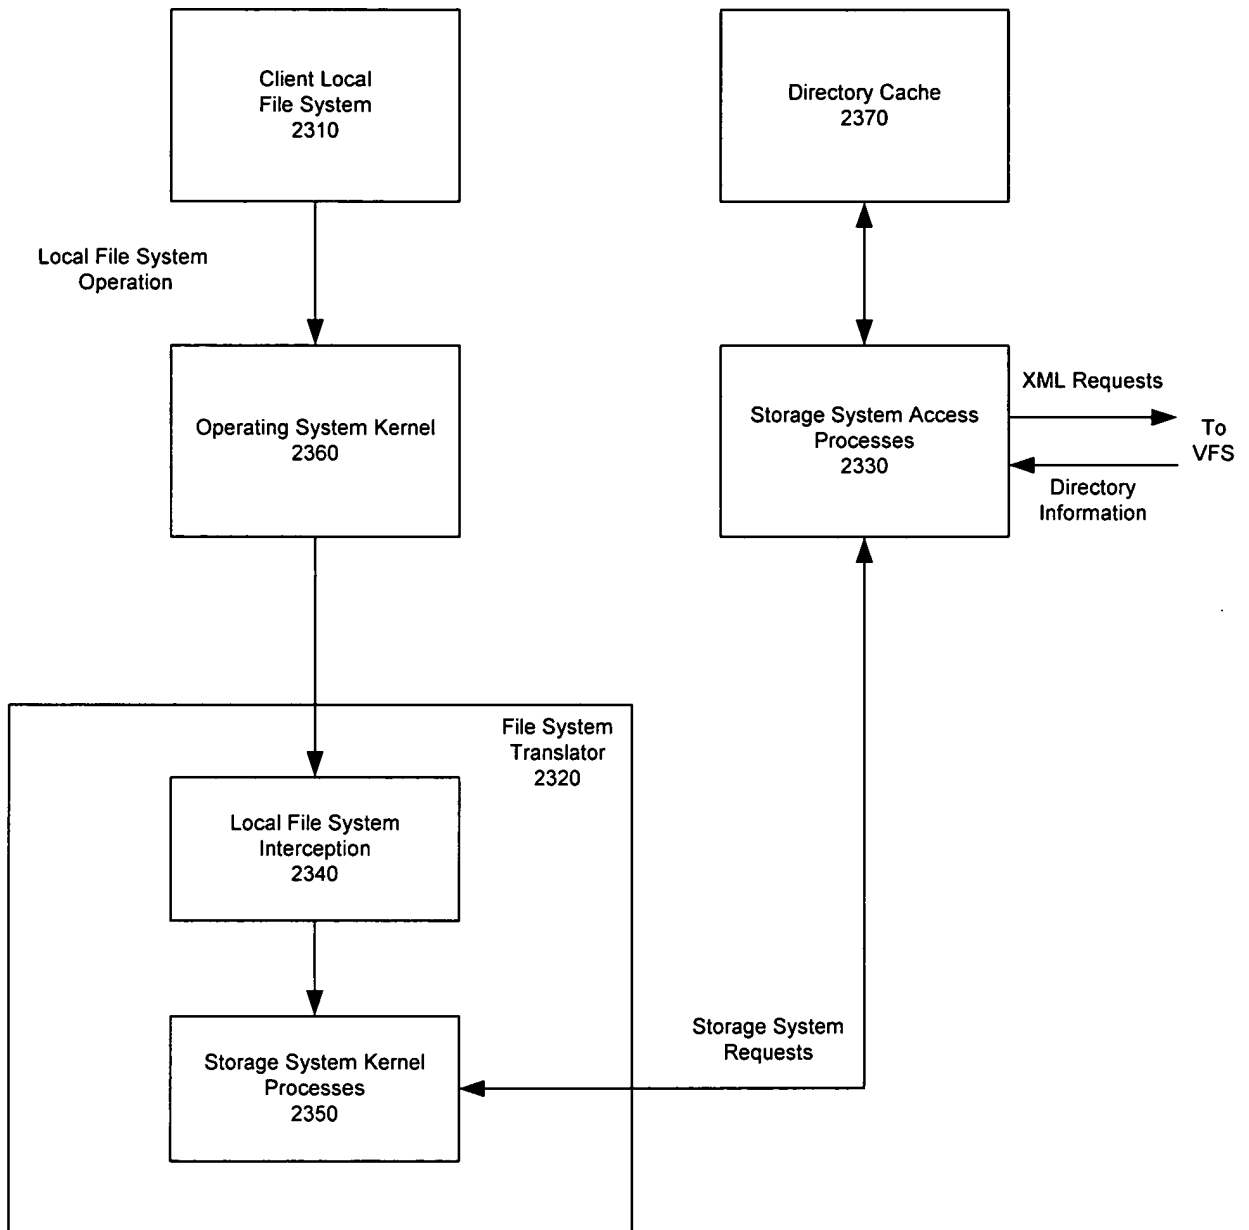 Client Local
File System
2310
Directory Cache
2370
Local File System
Operation
Operating System Kernel
2360
Storage System Access
Processes
2330
XML Requests
To
VFS
Directory
Information
File System
Translator
2320
Local File System
Interception
2340
Storage System Kernel
Processes
2350
Storage System
Requests